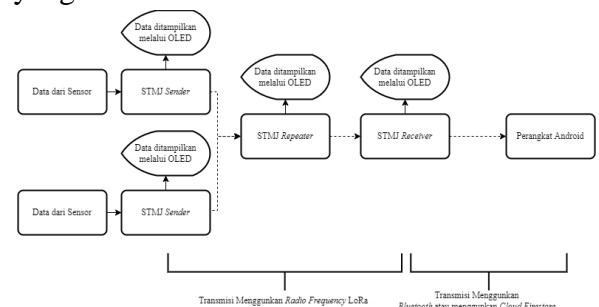 Data ditampilkan
melalui OLED
Data ditampilkan
melalui OLED
Data ditampilkan
melalui OLED
Data dari Sensor
STMJ Sender
Data ditampilkan
melalui OLED
STMJ Repeater
STMJ Receiver
Perangkat Android
Data dari Sensor
STMJ Sender
Transmisi Menggunkan Radio Frequency LoRa
Transmisi Menggunkan
Bluetooth atau menggunkan Cloud Firestore